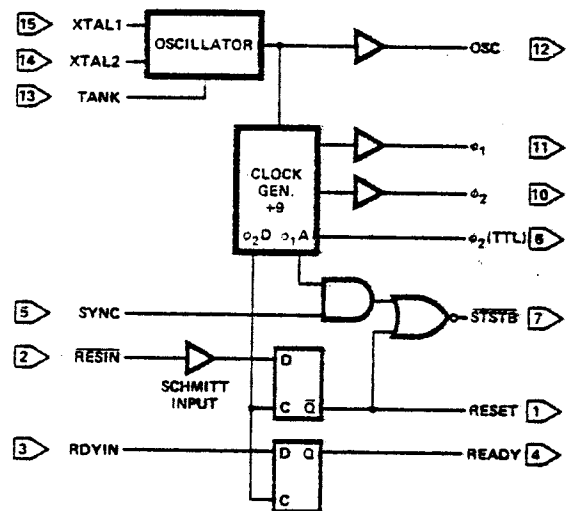 15 XTAL1 OSCILLATOR OSC 12
14 XTAL2
13 TANK
CLOCK
GEN.
÷9
φ1 11
φ2 10
φ2D φ1A φ2(TTL) 6
5 SYNC STSTB 7
2 RESIN D
SCHMITT
INPUT
C Q RESET 1
3 RDYIN D Q READY 4
C